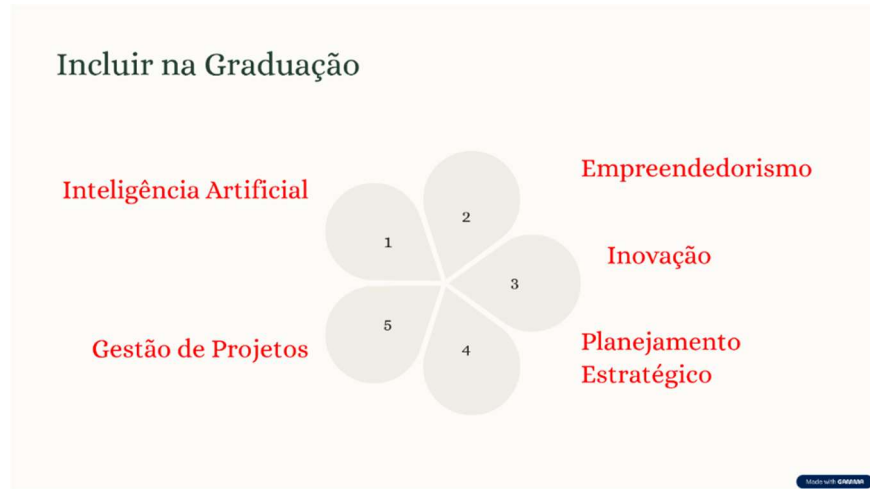 Incluir na Graduação
Inteligência Artificial
1
2
Empreendedorismo
3
Inovação
4
Planejamento
Estratégico
5
Gestão de Projetos
Made with GAMMA